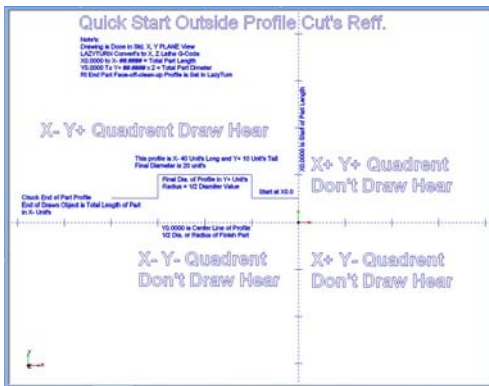 Quick Start Outside Profile Cut's Reff.
Note's:
Drawing is Done in Std. X, Y PLANE View
LAZYTURN Convert's to X, Z Lathe G-Code
X0.0000 to X- ##.#### = Total Part Length
Y0.0000 To Y+ ##.#### x 2 = Total Part Dimeter
Rt End Part Face-off-clean-up Profile is Set in LazyTurn
X0.0000 is Start of Part Length
X- Y+ Quadrent Draw Hear
This profile is X- 40 Unit's Long and Y+ 10 Unit's Tall
Final Diameter is 20 unit's
X+ Y+ Quadrent
Don't Draw Hear
Final Dia. of Profile in Y+ Unit's
Radius = 1/2 Diamiter Value
Start at X0.0
Chuck End of Part Profile
End of Drawn Object is Total Length of Part
in X- Unit's
Y0.0000 is Center Line of Profile
1/2 Dia. or Radius of Finish Part
X- Y- Quadrent
Don't Draw Hear
X+ Y- Quadrent
Don't Draw Hear